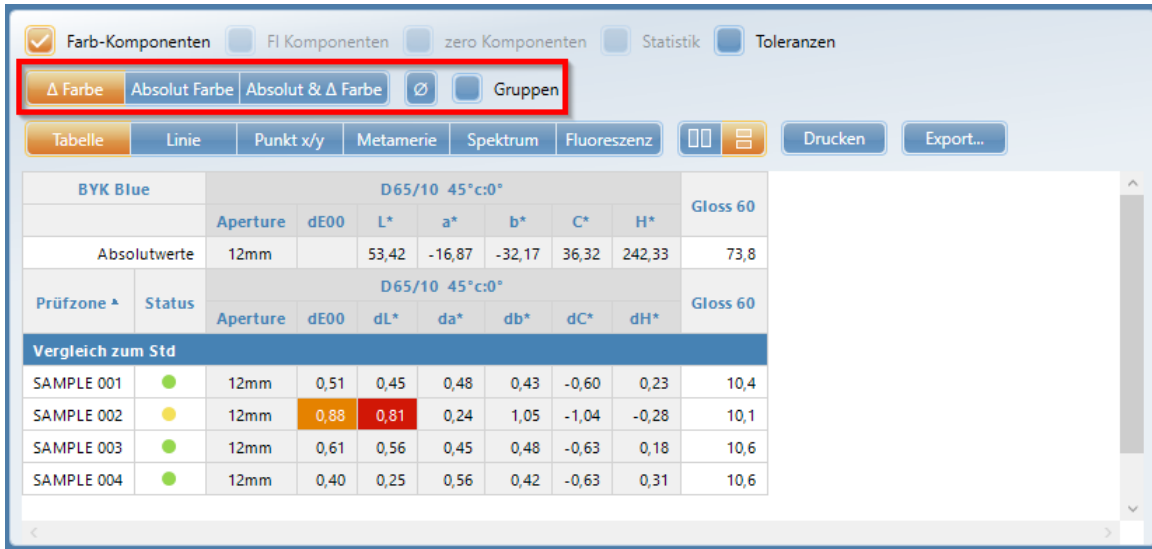 Farb-Komponenten FI Komponenten zero Komponenten Statistik Toleranzen
Δ Farbe Absolut Farbe Absolut & Δ Farbe Ø Gruppen
Tabelle Linie Punkt x/y Metamerie Spektrum Fluoreszenz Drucken Export...
BYK Blue D65/10 45°c:0° Gloss 60
Aperture dE00 L* a* b* C* H*
Absolutwerte 12mm 53,42 -16,87 -32,17 36,32 242,33 73,8
Prüfzone Status D65/10 45°c:0° Gloss 60
Aperture dE00 dL* da* db* dC* dH*
Vergleich zum Std
SAMPLE 001 12mm 0,51 0,45 0,48 0,43 -0,60 0,23 10,4
SAMPLE 002 12mm 0,88 0,81 0,24 1,05 -1,04 -0,28 10,1
SAMPLE 003 12mm 0,61 0,56 0,45 0,48 -0,63 0,18 10,6
SAMPLE 004 12mm 0,40 0,25 0,56 0,42 -0,63 0,31 10,6